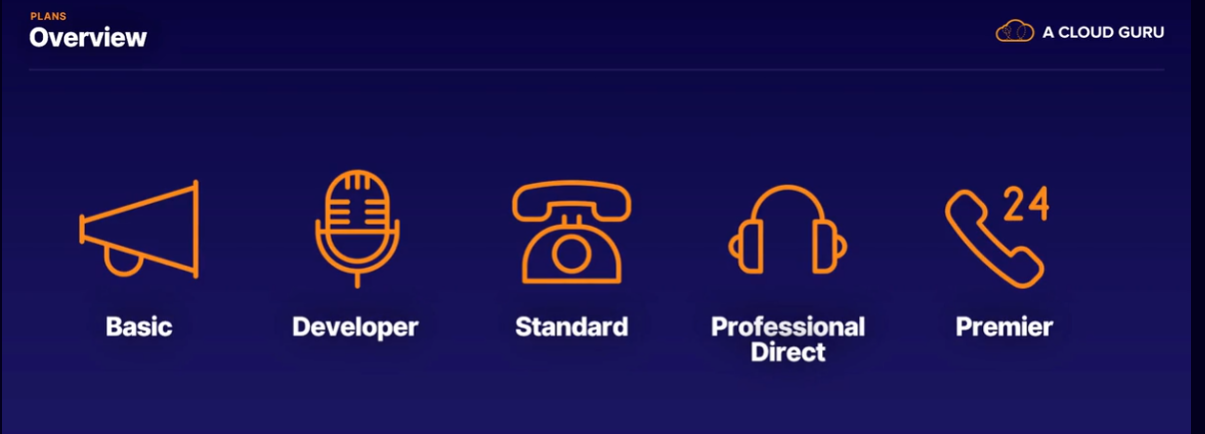 PLANS
Overview
A CLOUD GURU
24
Basic
Developer
Standard
Professional
Direct
Premier